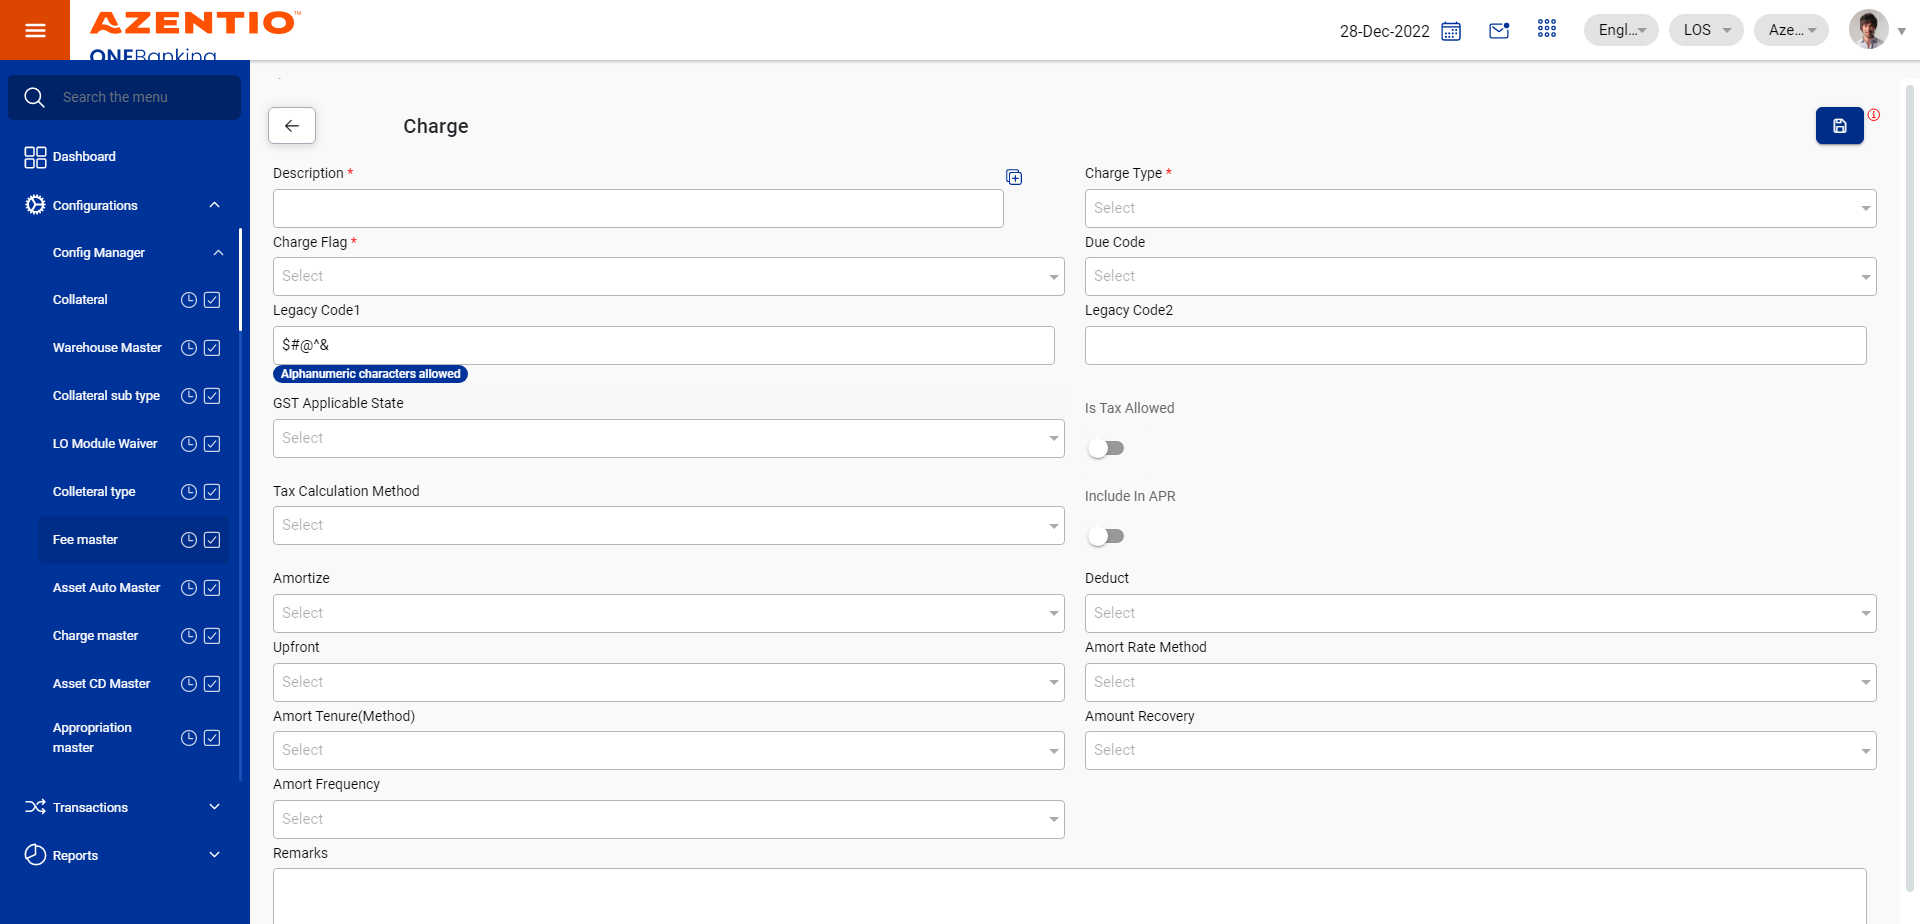 AZENTIO™
ONEBanking
28-Dec-2022
Engl...
LOS
Aze...
Search the menu
Dashboard
Configurations
Config Manager
Collateral
Warehouse Master
Collateral sub type
LO Module Waiver
Colleteral type
Fee master
Asset Auto Master
Charge master
Asset CD Master
Appropriation
master
Transactions
Reports
Charge
Description *
Charge Type *
Select
Charge Flag *
Select
Due Code
Select
Legacy Code1
$#@^&
Alphanumeric characters allowed
Legacy Code2
GST Applicable State
Select
Is Tax Allowed
Tax Calculation Method
Select
Include In APR
Amortize
Select
Deduct
Select
Upfront
Select
Amort Rate Method
Select
Amort Tenure(Method)
Select
Amount Recovery
Select
Amort Frequency
Select
Remarks